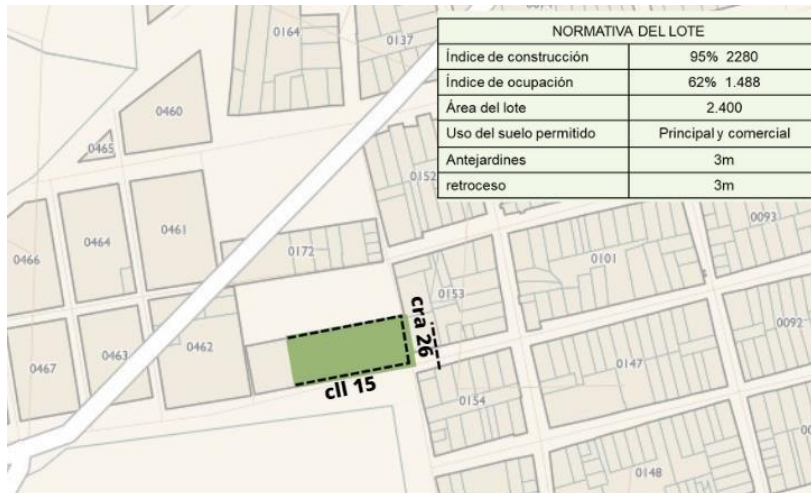 NORMATIVA DEL LOTE
Índice de construcción 95% 2280
Índice de ocupación 62% 1.488
Área del lote 2.400
Uso del suelo permitido Principal y comercial
Antejardines 3m
retroceso 3m
0164
0137
0460
0465
0152
0093
0464
0461
0466
0172
0101
0153
cra 26
0092
0467
0463
0462
0147
cll 15
0154
0148